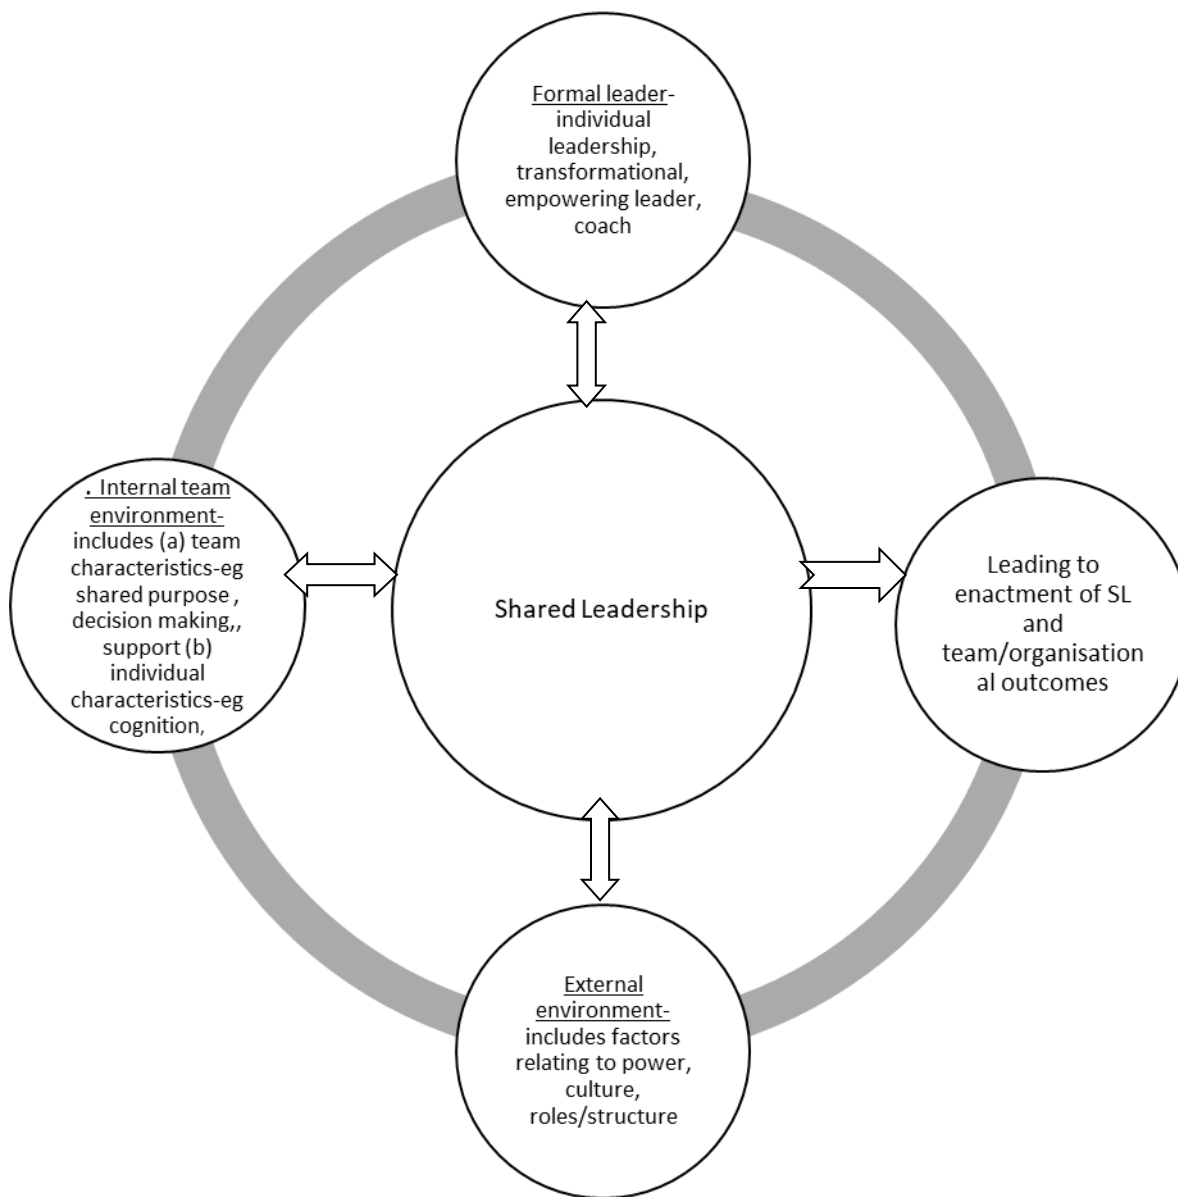 Formal leader-
individual
leadership,
transformational,
empowering leader,
coach
. Internal team
environment-
includes (a) team
characteristics-eg
shared purpose ,
decision making,,
support (b)
individual
characteristics-eg
cognition,
Shared Leadership
Leading to
enactment of SL
and
team/organisation
al outcomes
External
environment-
includes factors
relating to power,
culture,
roles/structure